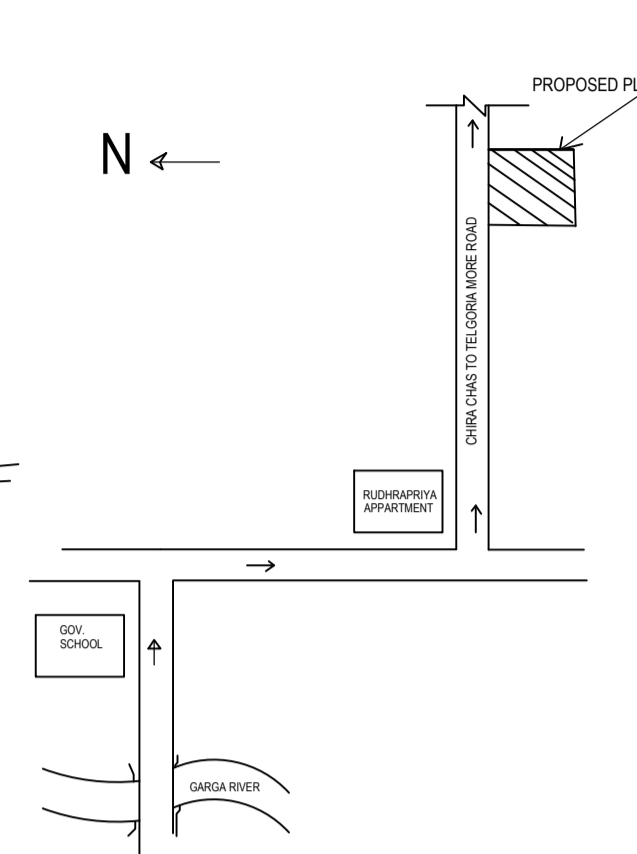 PROPOSED PL
N
CHIRA CHAS TO TELGORIA MORE ROAD
RUDHRAPRIYA
APPARTMENT
GOV.
SCHOOL
GARGA RIVER